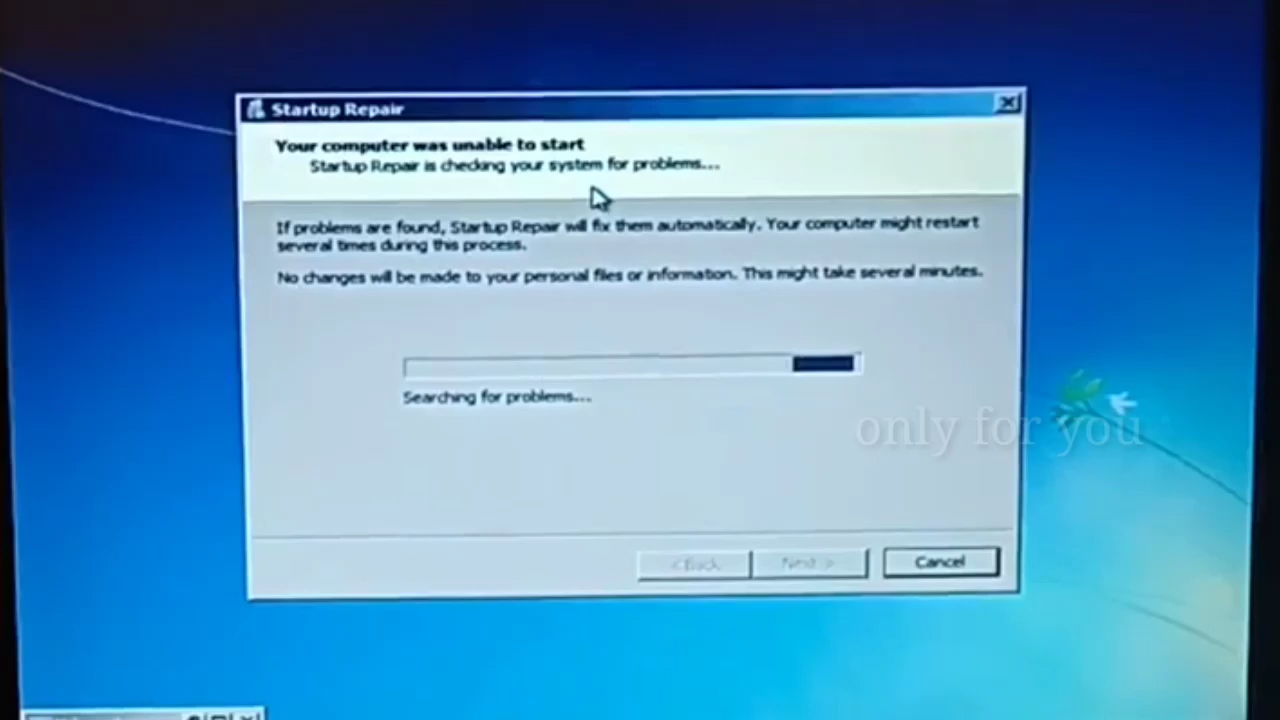 Startup Repair
Your computer was unable to start
Startup Repair is checking your system for problems...
If problems are found, Startup Repair will fix them automatically. Your computer might restart
several times during this process.
No changes will be made to your personal files or information. This might take several minutes.
Searching for problems...
only for you
< Back
Next >
Cancel